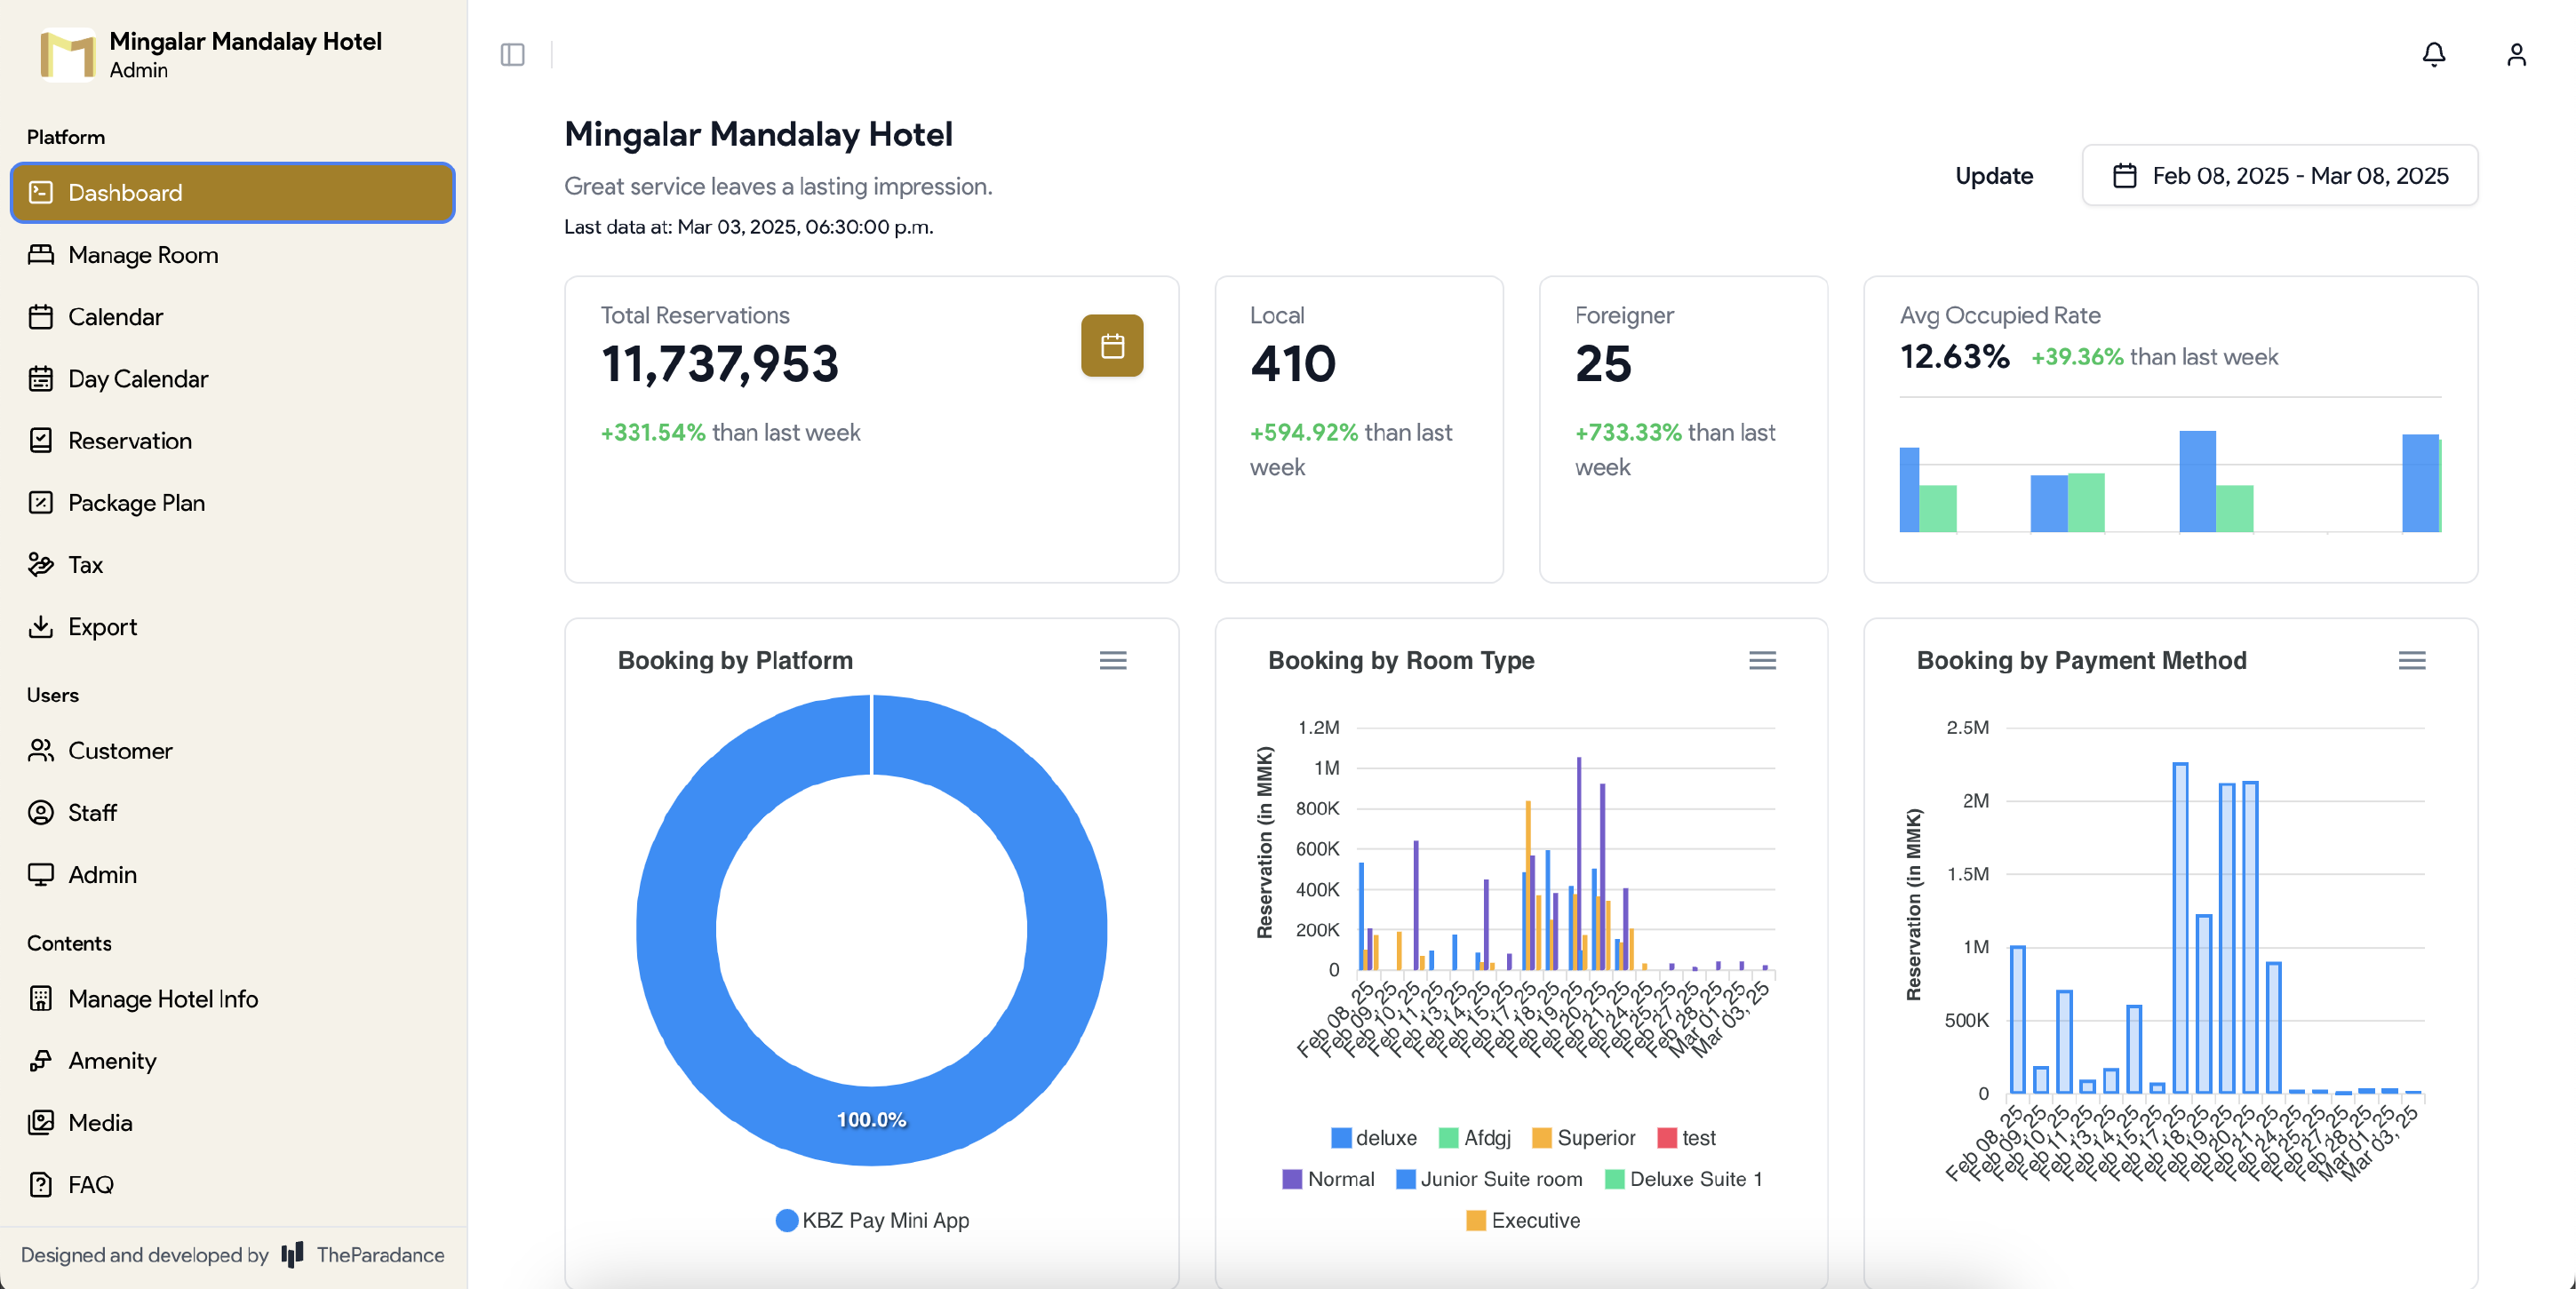 Mingalar Mandalay Hotel
Admin
Platform
Dashboard
Manage Room
Calendar
Day Calendar
Reservation
Package Plan
Tax
Export
Users
Customer
Staff
Admin
Contents
Manage Hotel Info
Amenity
Media
FAQ
Designed and developed by TheParadance
Mingalar Mandalay Hotel
Great service leaves a lasting impression.
Last data at: Mar 03, 2025, 06:30:00 p.m.
Update
Feb 08, 2025 - Mar 08, 2025
Total Reservations
11,737,953
+331.54% than last week
Local
410
+594.92% than last
week
Foreigner
25
+733.33% than last
week
Avg Occupied Rate
12.63% +39.36% than last week
Booking by Platform
100.0%
KBZ Pay Mini App
Booking by Room Type
Reservation (in MMK)
1.2M
1M
800K
600K
400K
200K
0
Feb 08, 25
Feb 09, 25
Feb 10, 25
Feb 11, 25
Feb 13, 25
Feb 14, 25
Feb 15, 25
Feb 17, 25
Feb 18, 25
Feb 19, 25
Feb 20, 25
Feb 21, 25
Feb 24, 25
Feb 25, 25
Feb 27, 25
Feb 28, 25
Mar 01, 25
Mar 03, 25
deluxe Afdgj Superior test
Normal Junior Suite room Deluxe Suite 1
Executive
Booking by Payment Method
Reservation (in MMK)
2.5M
2M
1.5M
1M
500K
0
Feb 08, 25
Feb 09, 25
Feb 10, 25
Feb 11, 25
Feb 13, 25
Feb 14, 25
Feb 15, 25
Feb 17, 25
Feb 18, 25
Feb 19, 25
Feb 20, 25
Feb 21, 25
Feb 24, 25
Feb 25, 25
Feb 27, 25
Feb 28, 25
Mar 01, 25
Mar 03, 25